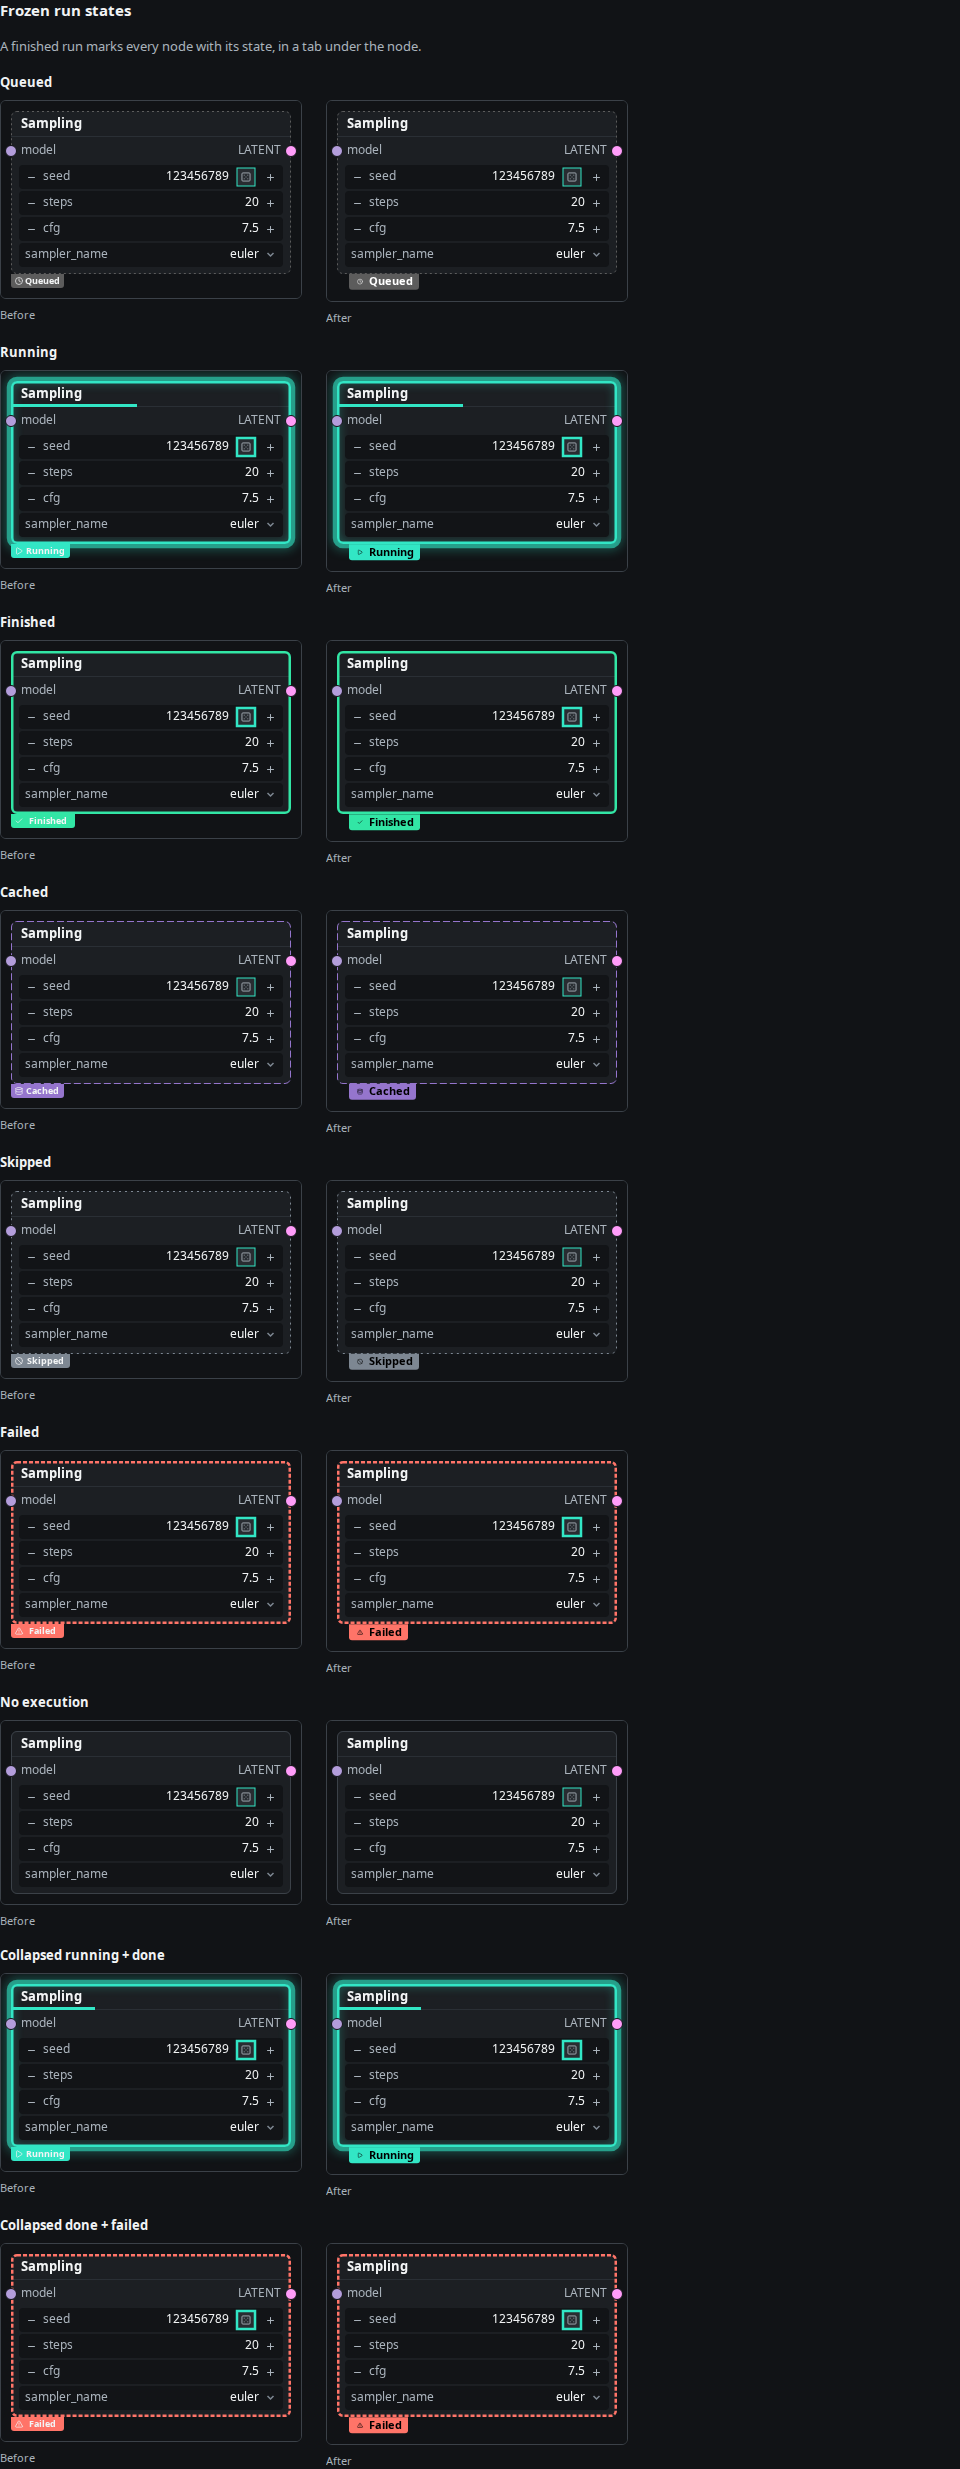 Frozen run states
A finished run marks every node with its state, in a tab under the node.
Queued
Sampling Sampling
model LATENT model LATENT
– seed 123456789 + – seed 123456789 +
– steps 20 + – steps 20 +
– cfg 7.5 + – cfg 7.5 +
sampler_name euler sampler_name euler
Queued Queued
Before After
Running
Sampling Sampling
model LATENT model LATENT
– seed 123456789 + – seed 123456789 +
– steps 20 + – steps 20 +
– cfg 7.5 + – cfg 7.5 +
sampler_name euler sampler_name euler
Running Running
Before After
Finished
Sampling Sampling
model LATENT model LATENT
– seed 123456789 + – seed 123456789 +
– steps 20 + – steps 20 +
– cfg 7.5 + – cfg 7.5 +
sampler_name euler sampler_name euler
Finished Finished
Before After
Cached
Sampling Sampling
model LATENT model LATENT
– seed 123456789 + – seed 123456789 +
– steps 20 + – steps 20 +
– cfg 7.5 + – cfg 7.5 +
sampler_name euler sampler_name euler
Cached Cached
Before After
Skipped
Sampling Sampling
model LATENT model LATENT
– seed 123456789 + – seed 123456789 +
– steps 20 + – steps 20 +
– cfg 7.5 + – cfg 7.5 +
sampler_name euler sampler_name euler
Skipped Skipped
Before After
Failed
Sampling Sampling
model LATENT model LATENT
– seed 123456789 + – seed 123456789 +
– steps 20 + – steps 20 +
– cfg 7.5 + – cfg 7.5 +
sampler_name euler sampler_name euler
Failed Failed
Before After
No execution
Sampling Sampling
model LATENT model LATENT
– seed 123456789 + – seed 123456789 +
– steps 20 + – steps 20 +
– cfg 7.5 + – cfg 7.5 +
sampler_name euler sampler_name euler
Before After
Collapsed running + done
Sampling Sampling
model LATENT model LATENT
– seed 123456789 + – seed 123456789 +
– steps 20 + – steps 20 +
– cfg 7.5 + – cfg 7.5 +
sampler_name euler sampler_name euler
Running Running
Before After
Collapsed done + failed
Sampling Sampling
model LATENT model LATENT
– seed 123456789 + – seed 123456789 +
– steps 20 + – steps 20 +
– cfg 7.5 + – cfg 7.5 +
sampler_name euler sampler_name euler
Failed Failed
Before After